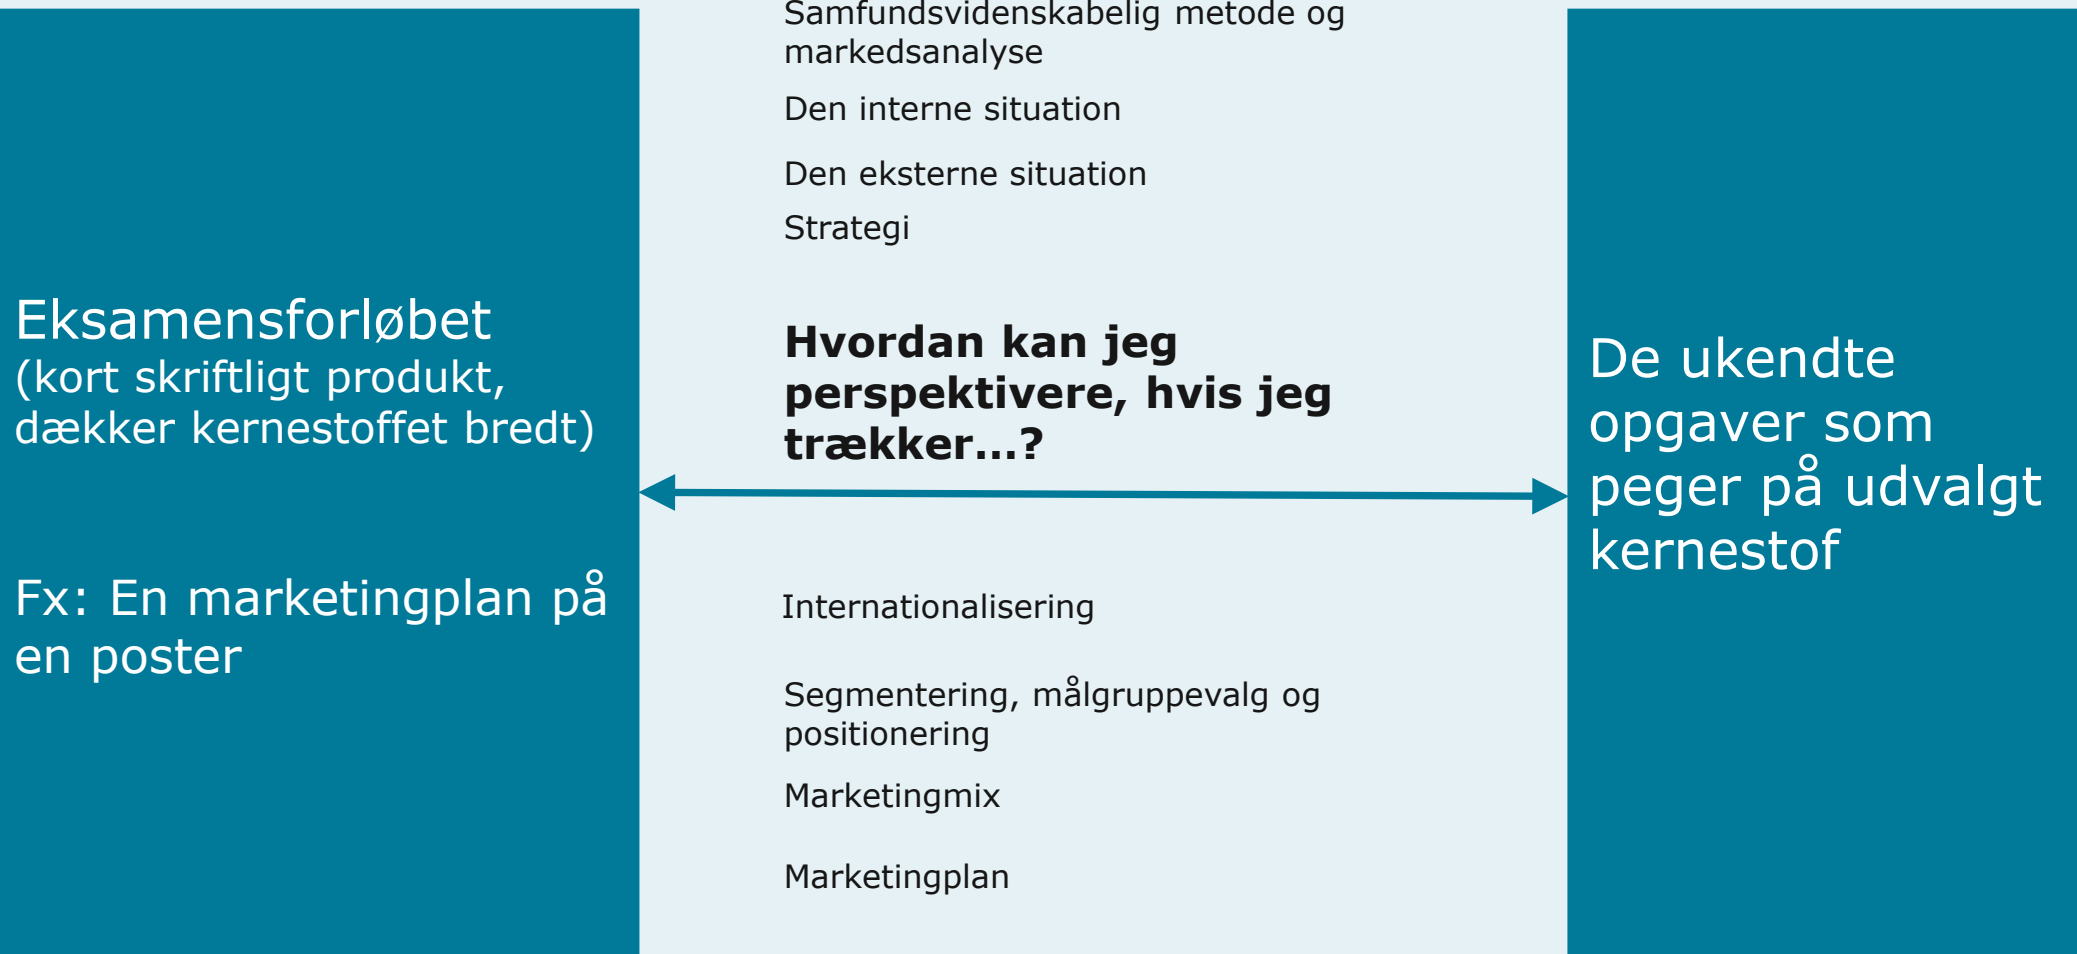 Eksamensforløbet
(kort skriftligt produkt,
dækker kernestoffet bredt)
Fx: En marketingplan på
en poster
Samfundsvidenskabelig metode og
markedsanalyse
Den interne situation
Den eksterne situation
Strategi
Hvordan kan jeg
perspektivere, hvis jeg
trækker…?
Internationalisering
Segmentering, målgruppevalg og
positionering
Marketingmix
Marketingplan
De ukendte
opgaver som
peger på udvalgt
kernestof